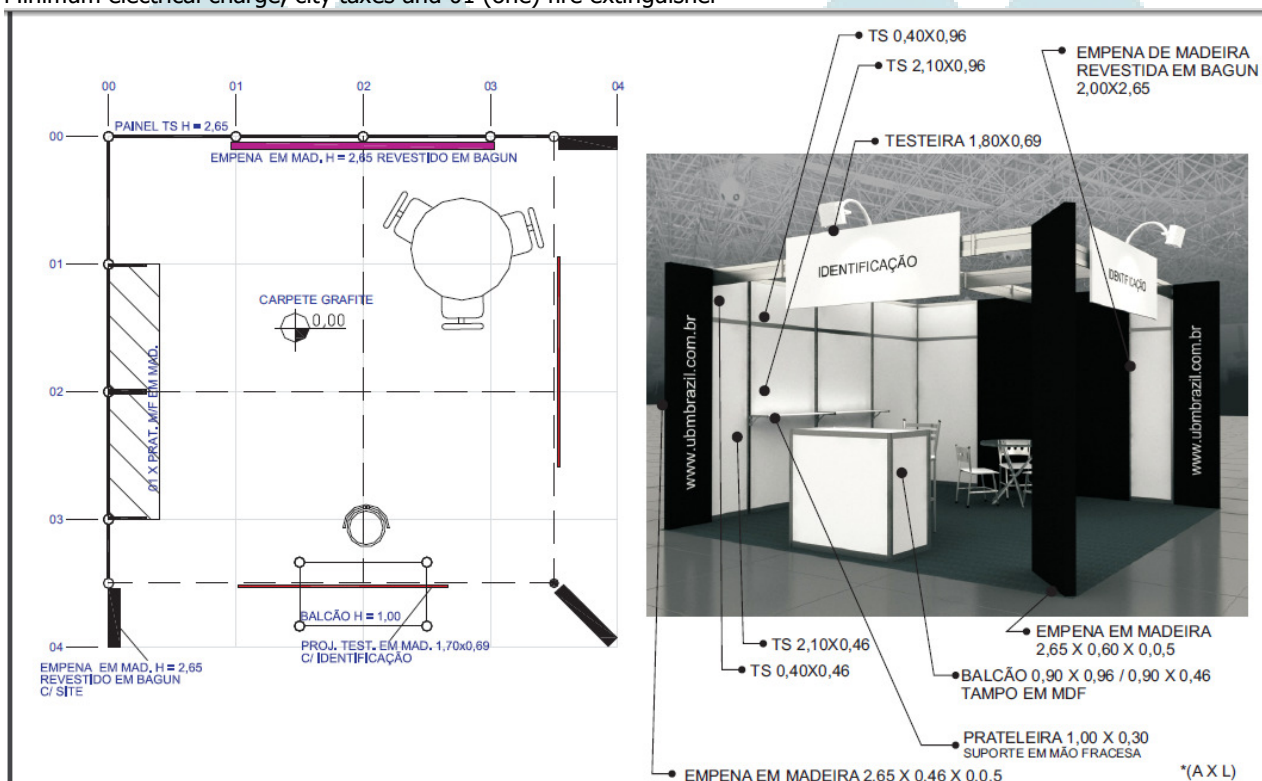 Minimum electrical charge, city taxes and 01 (one) fire extinguisher
00
01
02
03
04
00
PAINEL TS H = 2,65
EMPENA EM MAD. H = 2,65 REVESTIDO EM BAGUN
01
CARPETE GRAFITE
0,00
02
01 X PRAT. M/F EM MAD.
03
BALCÃO H = 1,00
04
PROJ. TEST. EM MAD. 1,70x0,69
C/ IDENTIFICAÇÃO
EMPENA EM MAD. H = 2,65
REVESTIDO EM BAGUN
C/ SITE
TS 0,40X0,96
TS 2,10X0,96
EMPENA DE MADEIRA
REVESTIDA EM BAGUN
2,00X2,65
TESTEIRA 1,80X0,69
IDENTIFICAÇÃO
IDENTIFICAÇÃO
www.ubmbrazil.com.br
www.ubmbrazil.com.br
TS 2,10X0,46
TS 0,40X0,46
EMPENA EM MADEIRA
2,65 X 0,60 X 0,0,5
BALCÃO 0,90 X 0,96 / 0,90 X 0,46
TAMPO EM MDF
PRATELEIRA 1,00 X 0,30
SUPORTE EM MÃO FRACESA
EMPENA EM MADEIRA 2,65 X 0,46 X 0,0,5
*(A X L)